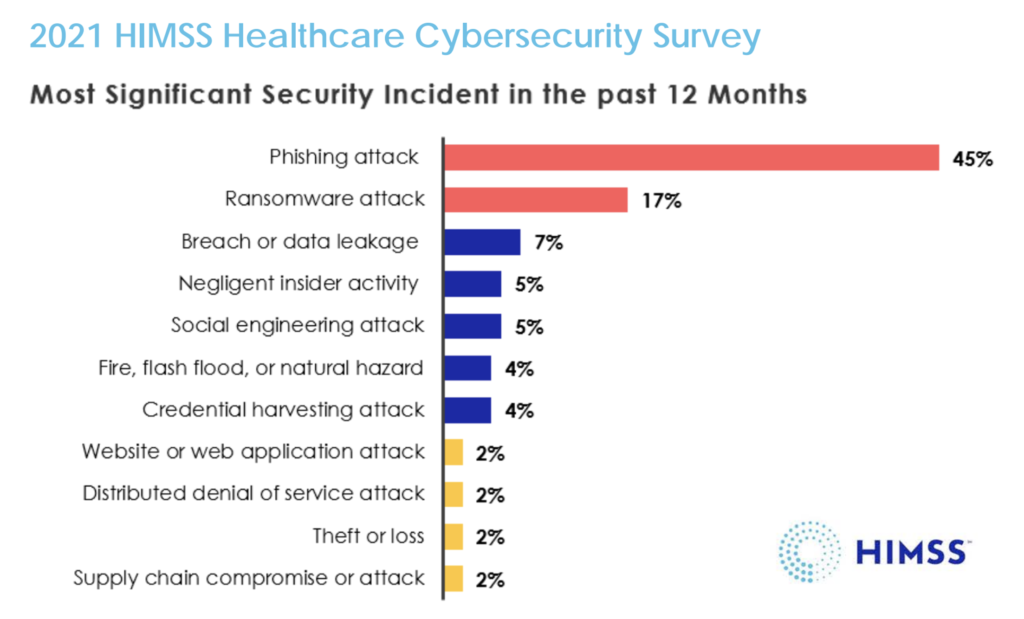 2021 HIMSS Healthcare Cybersecurity Survey
Most Significant Security Incident in the past 12 Months
Phishing attack 45%
Ransomware attack 17%
Breach or data leakage 7%
Negligent insider activity 5%
Social engineering attack 5%
Fire, flash flood, or natural hazard 4%
Credential harvesting attack 4%
Website or web application attack 2%
Distributed denial of service attack 2%
Theft or loss 2%
Supply chain compromise or attack 2%
HIMSS™